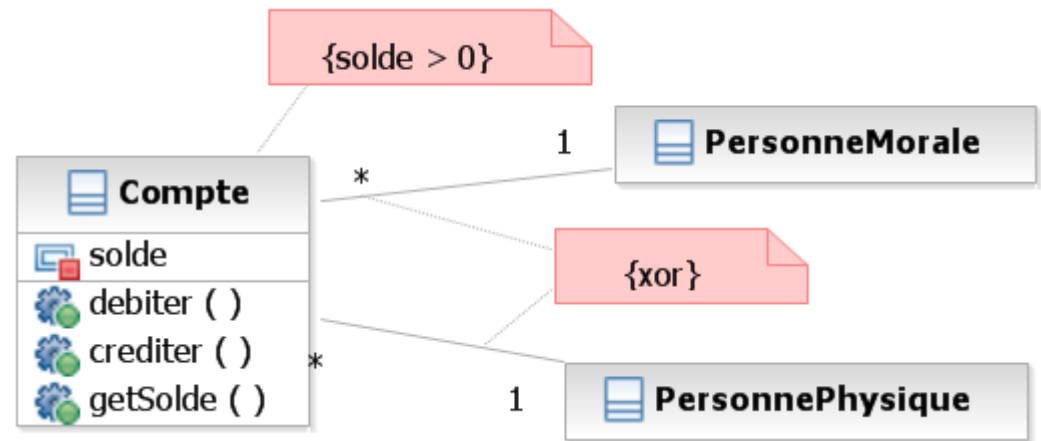 {solde > 0}
1
PersonneMorale
*
Compte
solde
{xor}
debiter ( )
crediter ( )
*
getSolde ( )
1
PersonnePhysique